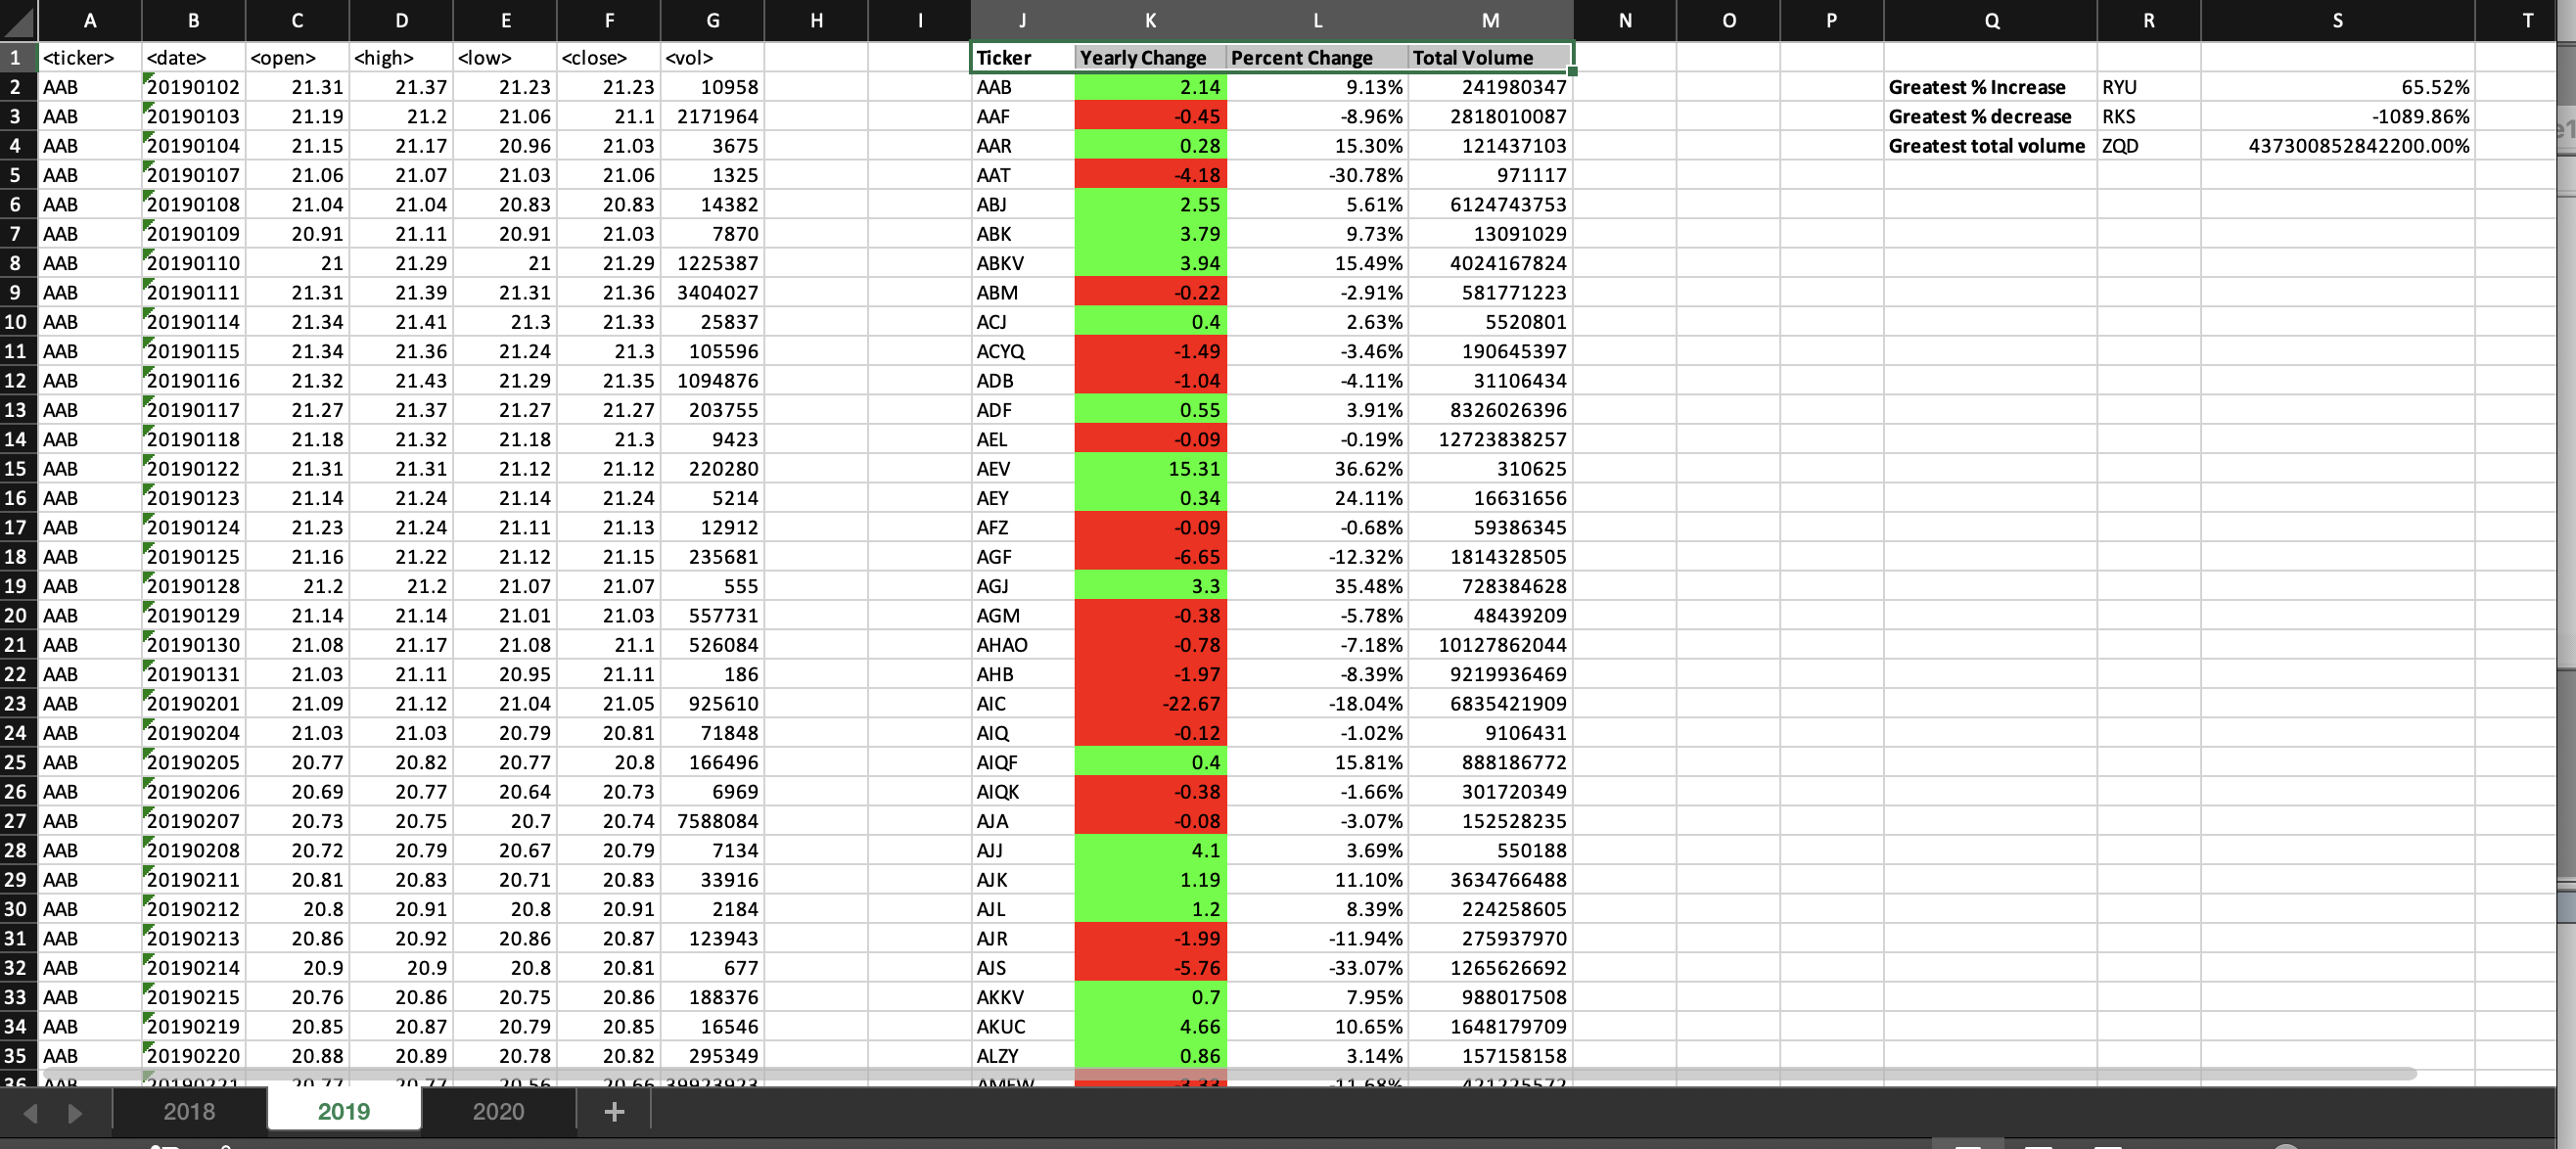 A B C D E F G H I J K L M N O P Q R S T
1 <ticker> <date> <open> <high> <low> <close> <vol> Ticker Yearly Change Percent Change Total Volume
2 AAB 20190102 21.31 21.37 21.23 21.23 10958 AAB 2.14 9.13% 241980347 Greatest % Increase RYU 65.52%
3 AAB 20190103 21.19 21.2 21.06 21.1 2171964 AAF -0.45 -8.96% 2818010087 Greatest % decrease RKS -1089.86%
4 AAB 20190104 21.15 21.17 20.96 21.03 3675 AAR 0.28 15.30% 121437103 Greatest total volume ZQD 437300852842200.00%
5 AAB 20190107 21.06 21.07 21.03 21.06 1325 AAT -4.18 -30.78% 971117
6 AAB 20190108 21.04 21.04 20.83 20.83 14382 ABJ 2.55 5.61% 6124743753
7 AAB 20190109 20.91 21.11 20.91 21.03 7870 ABK 3.79 9.73% 13091029
8 AAB 20190110 21 21.29 21 21.29 1225387 ABKV 3.94 15.49% 4024167824
9 AAB 20190111 21.31 21.39 21.31 21.36 3404027 ABM -0.22 -2.91% 581771223
10 AAB 20190114 21.34 21.41 21.3 21.33 25837 ACJ 0.4 2.63% 5520801
11 AAB 20190115 21.34 21.36 21.24 21.3 105596 ACYQ -1.49 -3.46% 190645397
12 AAB 20190116 21.32 21.43 21.29 21.35 1094876 ADB -1.04 -4.11% 31106434
13 AAB 20190117 21.27 21.37 21.27 21.27 203755 ADF 0.55 3.91% 8326026396
14 AAB 20190118 21.18 21.32 21.18 21.3 9423 AEL -0.09 -0.19% 12723838257
15 AAB 20190122 21.31 21.31 21.12 21.12 220280 AEV 15.31 36.62% 310625
16 AAB 20190123 21.14 21.24 21.14 21.24 5214 AEY 0.34 24.11% 16631656
17 AAB 20190124 21.23 21.24 21.11 21.13 12912 AFZ -0.09 -0.68% 59386345
18 AAB 20190125 21.16 21.22 21.12 21.15 235681 AGF -6.65 -12.32% 1814328505
19 AAB 20190128 21.2 21.2 21.07 21.07 555 AGJ 3.3 35.48% 728384628
20 AAB 20190129 21.14 21.14 21.01 21.03 557731 AGM -0.38 -5.78% 48439209
21 AAB 20190130 21.08 21.17 21.08 21.1 526084 AHAO -0.78 -7.18% 10127862044
22 AAB 20190131 21.03 21.11 20.95 21.11 186 AHB -1.97 -8.39% 9219936469
23 AAB 20190201 21.09 21.12 21.04 21.05 925610 AIC -22.67 -18.04% 6835421909
24 AAB 20190204 21.03 21.03 20.79 20.81 71848 AIQ -0.12 -1.02% 9106431
25 AAB 20190205 20.77 20.82 20.77 20.8 166496 AIQF 0.4 15.81% 888186772
26 AAB 20190206 20.69 20.77 20.64 20.73 6969 AIQK -0.38 -1.66% 301720349
27 AAB 20190207 20.73 20.75 20.7 20.74 7588084 AJA -0.08 -3.07% 152528235
28 AAB 20190208 20.72 20.79 20.67 20.79 7134 AJJ 4.1 3.69% 550188
29 AAB 20190211 20.81 20.83 20.71 20.83 33916 AJK 1.19 11.10% 3634766488
30 AAB 20190212 20.8 20.91 20.8 20.91 2184 AJL 1.2 8.39% 224258605
31 AAB 20190213 20.86 20.92 20.86 20.87 123943 AJR -1.99 -11.94% 275937970
32 AAB 20190214 20.9 20.9 20.8 20.81 677 AJS -5.76 -33.07% 1265626692
33 AAB 20190215 20.76 20.86 20.75 20.86 188376 AKKV 0.7 7.95% 988017508
34 AAB 20190219 20.85 20.87 20.79 20.85 16546 AKUC 4.66 10.65% 1648179709
35 AAB 20190220 20.88 20.89 20.78 20.82 295349 ALZY 0.86 3.14% 157158158
36 AAB 20190221 20.77 20.77 20.56 20.66
2018 2019 2020 +